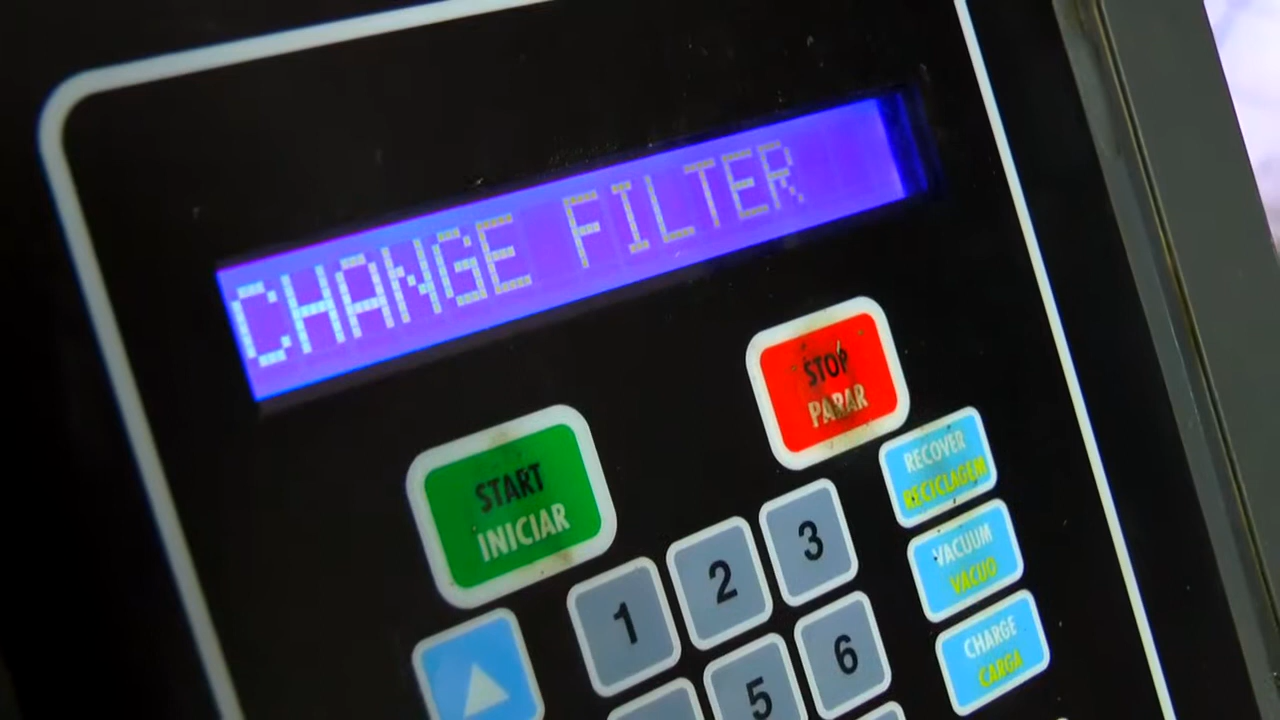 CHANGE FILTER
STOP
PARAR
START
INICIAR
RECOVER
RECICLAGEM
VACUUM
VACUO
CHARGE
CARGA
1
2
3
5
6